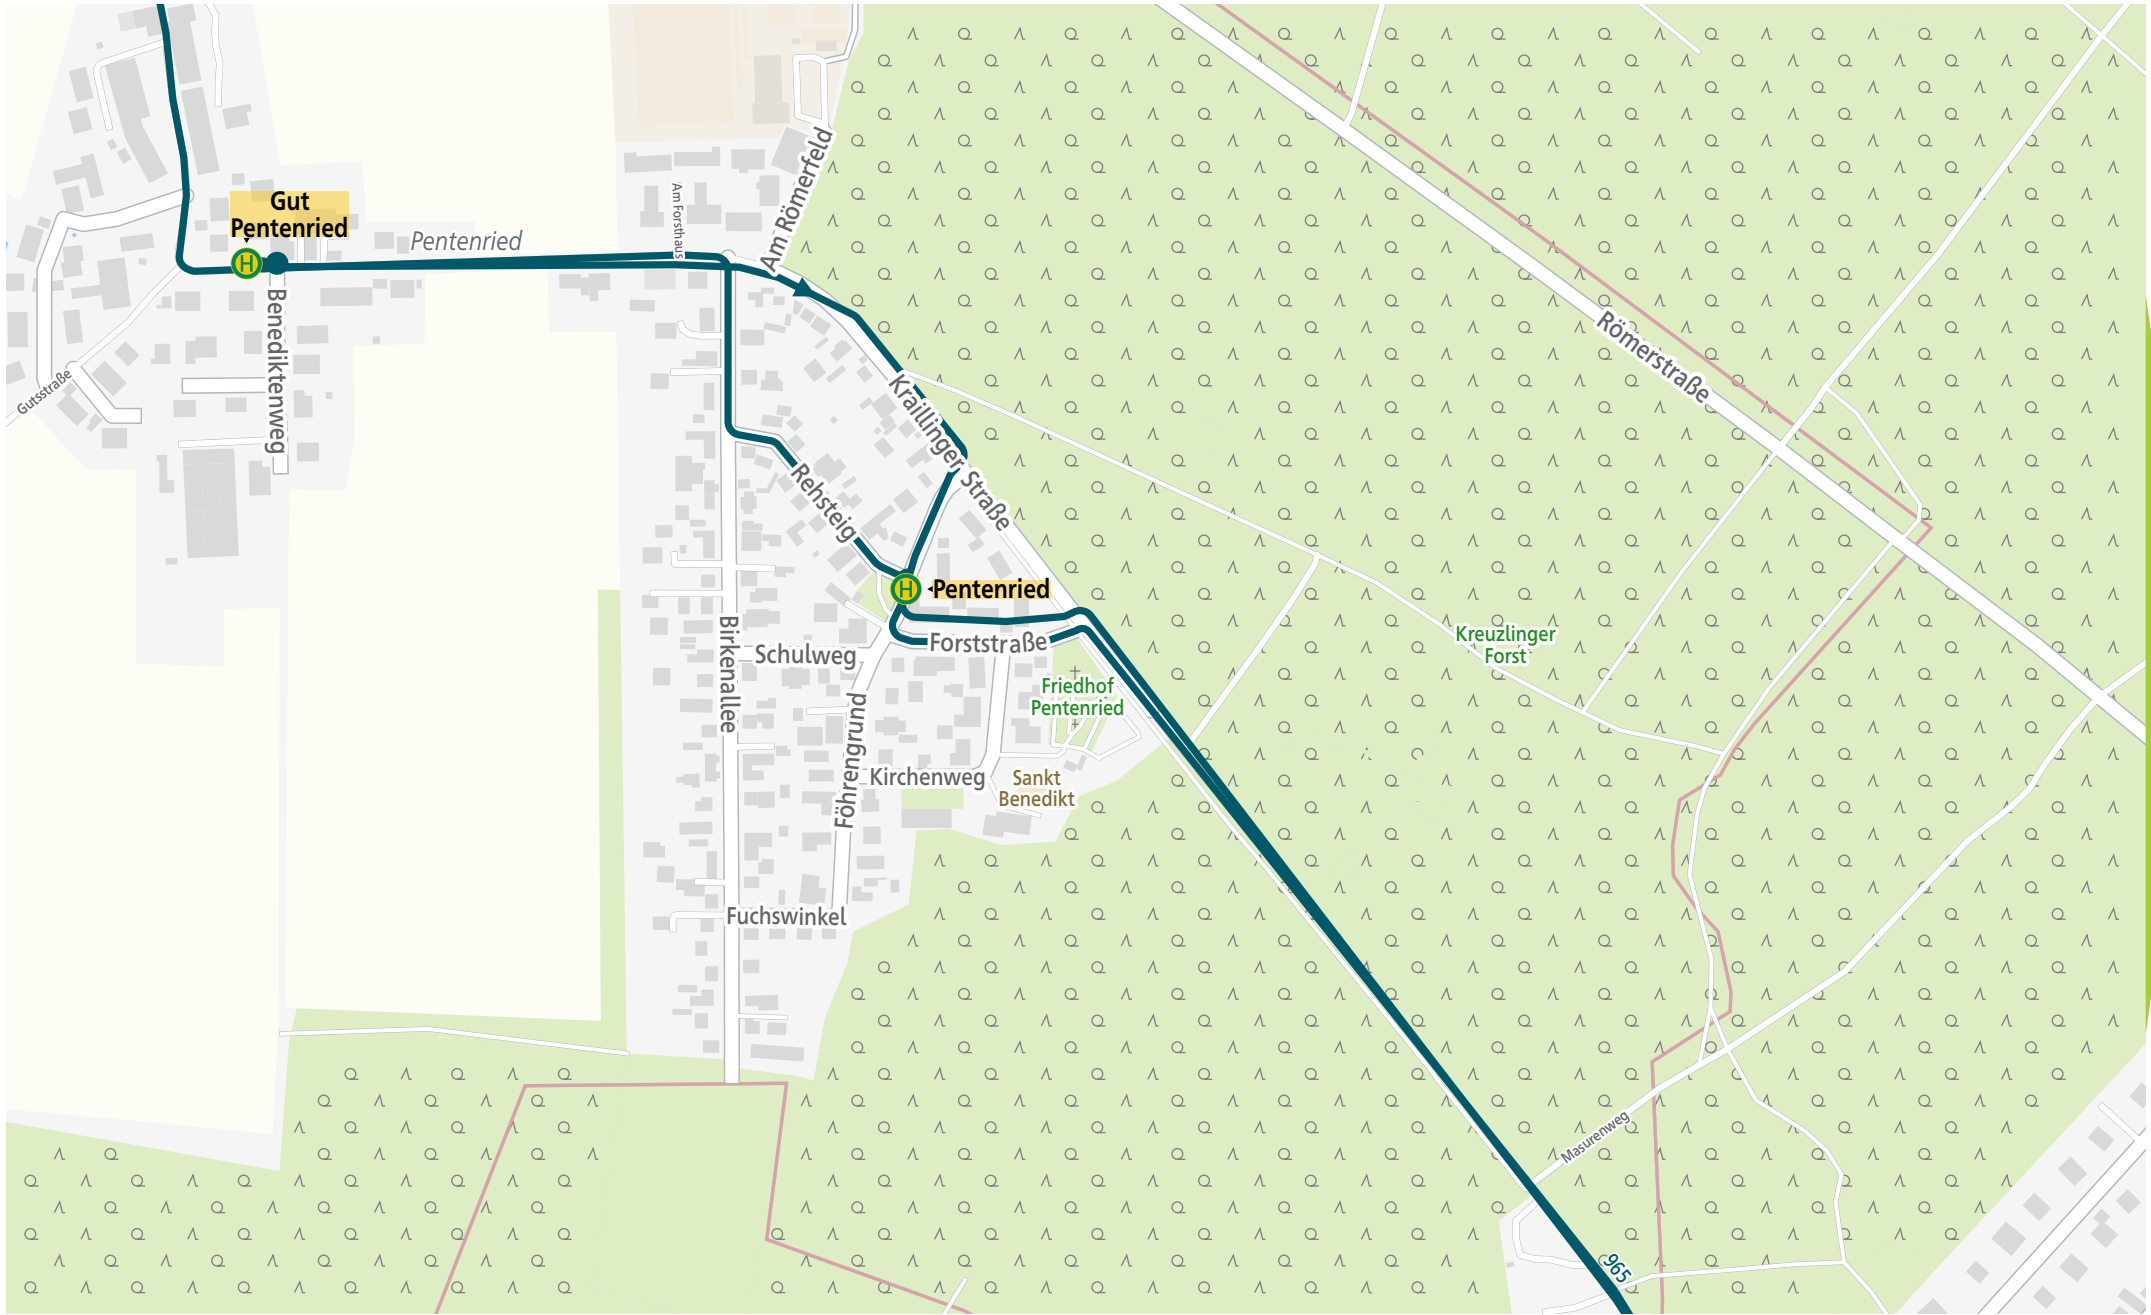 Gut
Pentenried
H
Pentenried
Am Forsthaus
Am Römerfeld
Benediktenweg
Gutsstraße
Kraillinger Straße
Römerstraße
Rehsteig
H
Pentenried
Forststraße
Birkenallee
Schulweg
Föhrengrund
Friedhof
Pentenried
Kreuzlinger
Forst
Kirchenweg
Sankt
Benedikt
Fuchswinkel
Masurenweg
965